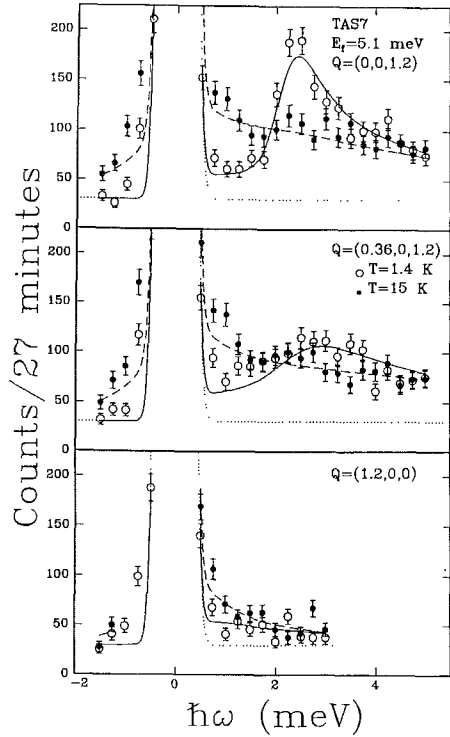 TAS7
E_f=5.1 meV
Q=(0,0,1.2)
200
150
100
50
0
Q=(0.36,0,1.2)
T=1.4 K
T=15 K
200
150
100
50
0
Q=(1.2,0,0)
200
150
100
50
0
−2 0 2 4
Counts/27 minutes
ħω (meV)